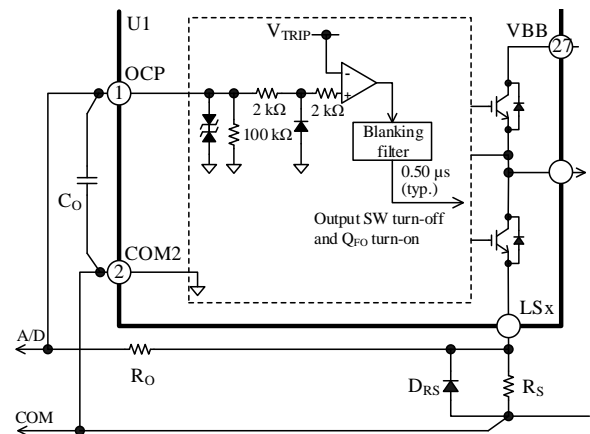 U1
VTRIP
VBB
27
OCP
1
-
+
2 kΩ
2 kΩ
100 kΩ
Blanking
filter
0.50 µs
(typ.)
CO
Output SW turn-off
and QFO turn-on
COM2
2
LSx
A/D
RO
DRS
RS
COM